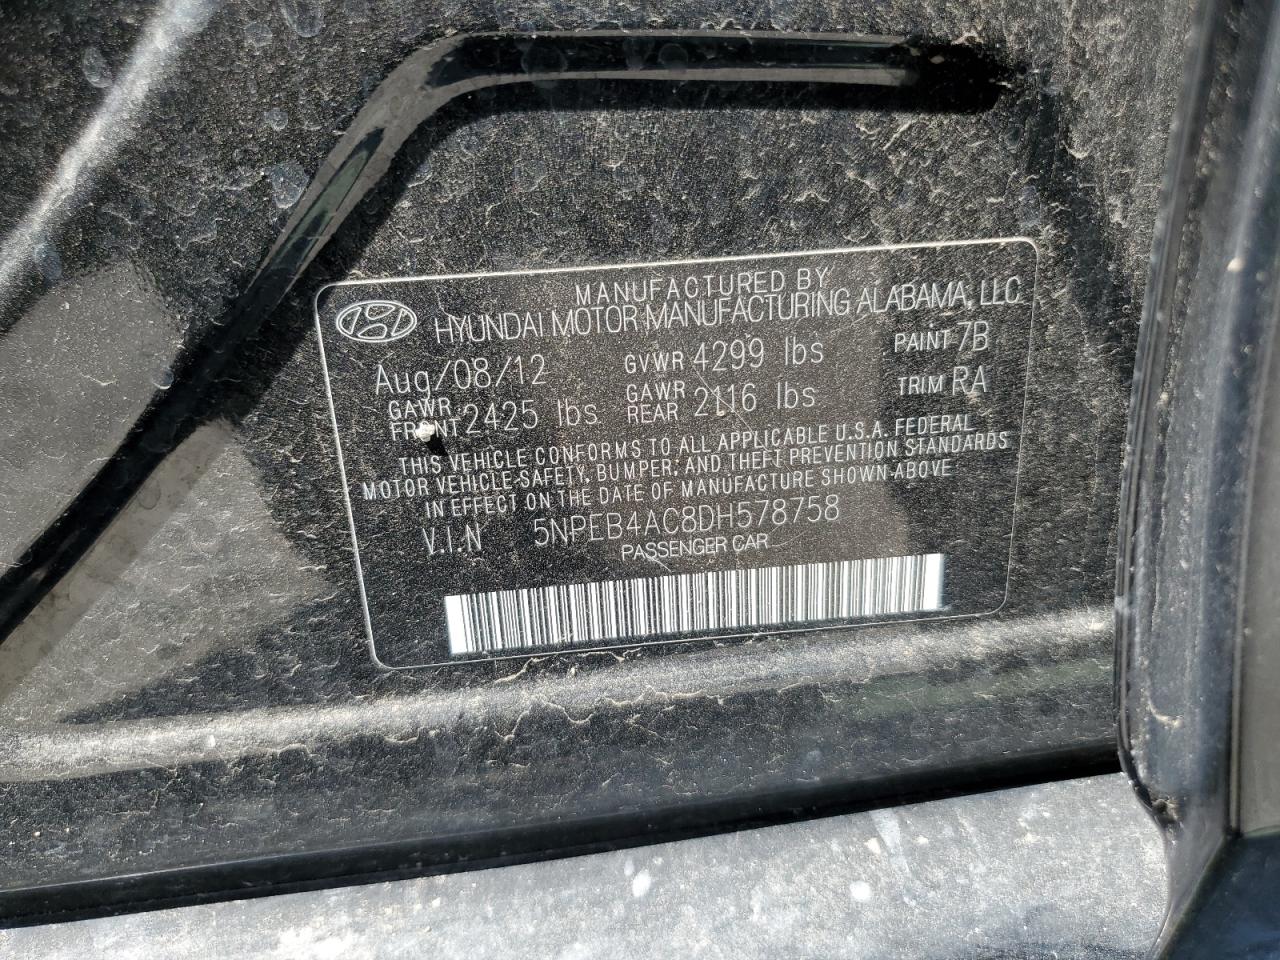 MANUFACTURED BY
HYUNDAI MOTOR MANUFACTURING ALABAMA, LLC
Aug/08/12 GVWR 4299 lbs PAINT 7B
GAWR FRONT 2425 lbs GAWR REAR 2116 lbs TRIM RA
THIS VEHICLE CONFORMS TO ALL APPLICABLE U.S.A. FEDERAL
MOTOR VEHICLE-SAFETY, BUMPER, AND THEFT PREVENTION STANDARDS
IN EFFECT ON THE DATE OF MANUFACTURE SHOWN-ABOVE
V.I.N 5NPEB4AC8DH578758
PASSENGER CAR